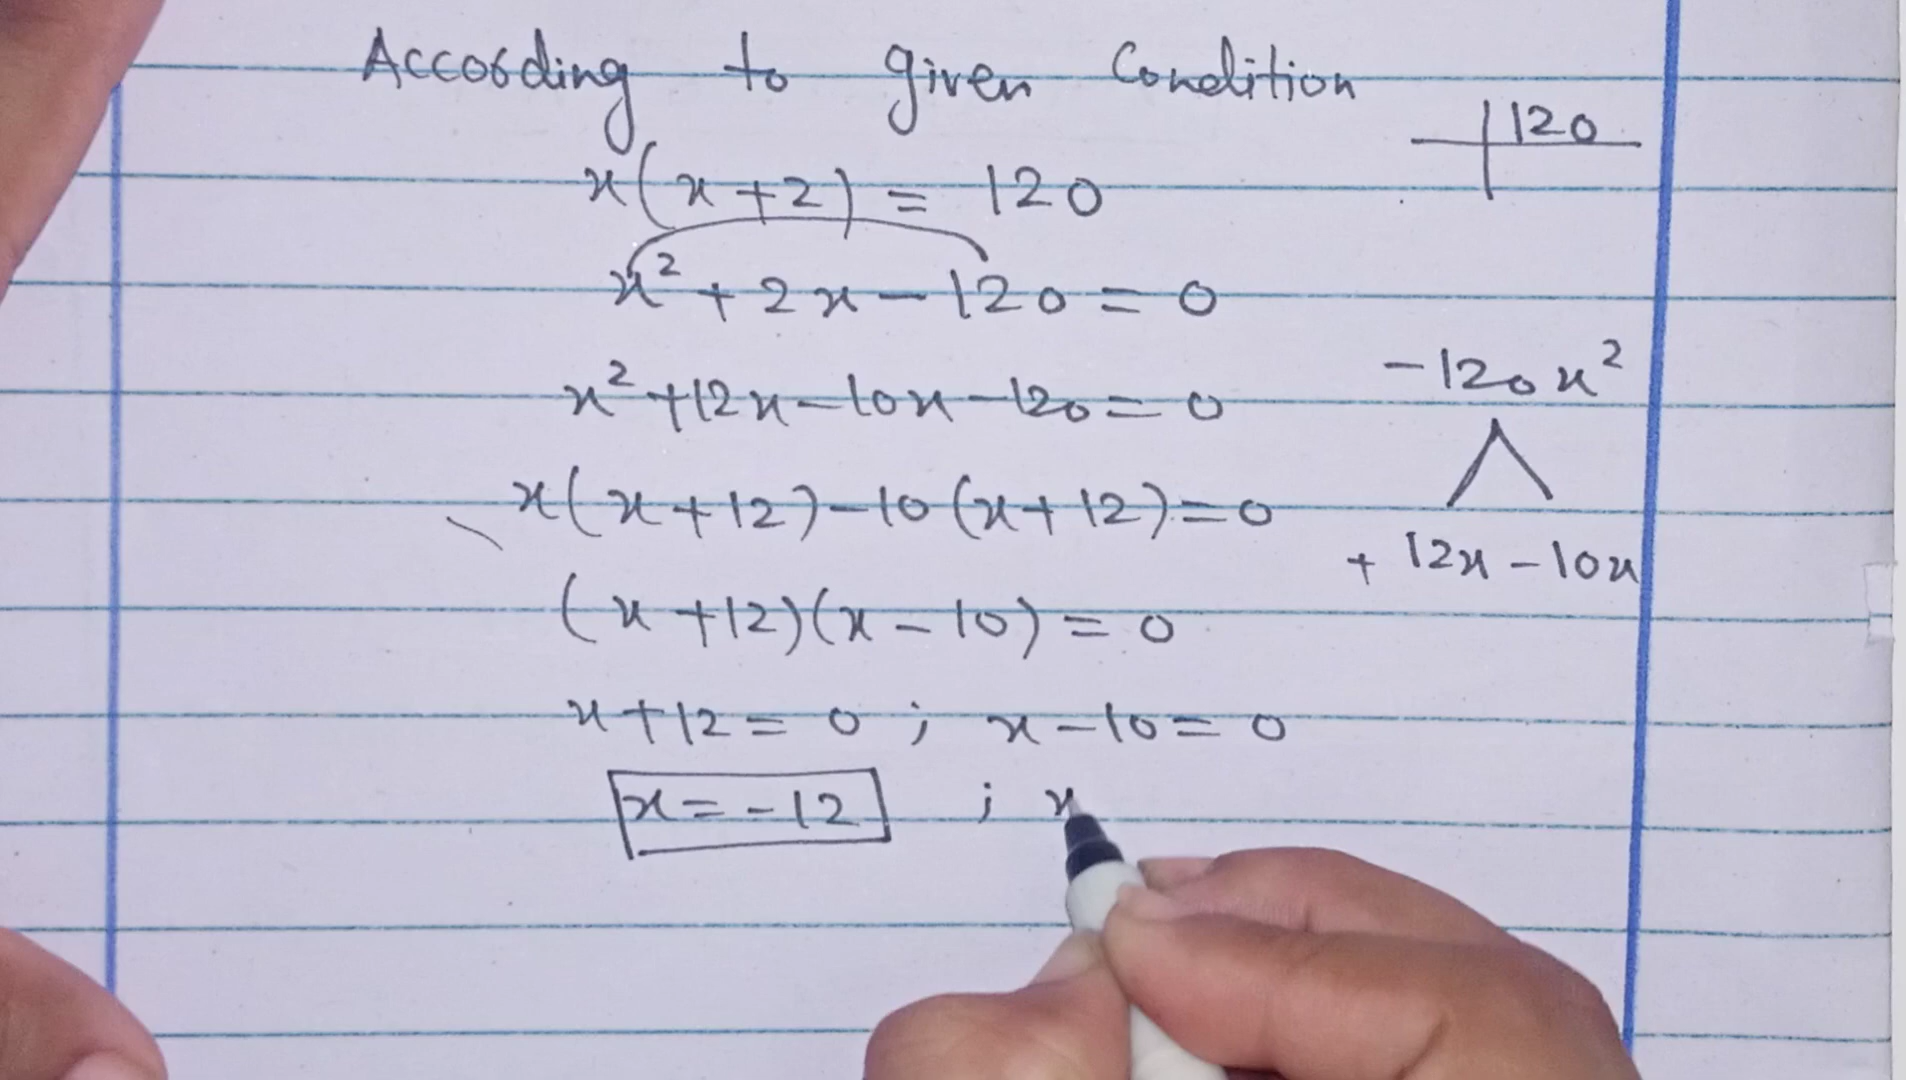 According to given Condition
x(x+2) = 120
x²+2x-120=0
x²+12x-10x-120=0
x(x+12)-10(x+12)=0
(x+12)(x-10)=0
x+12=0 ; x-10=0
x=-12 ; x
120
-120x²
+12x-10x